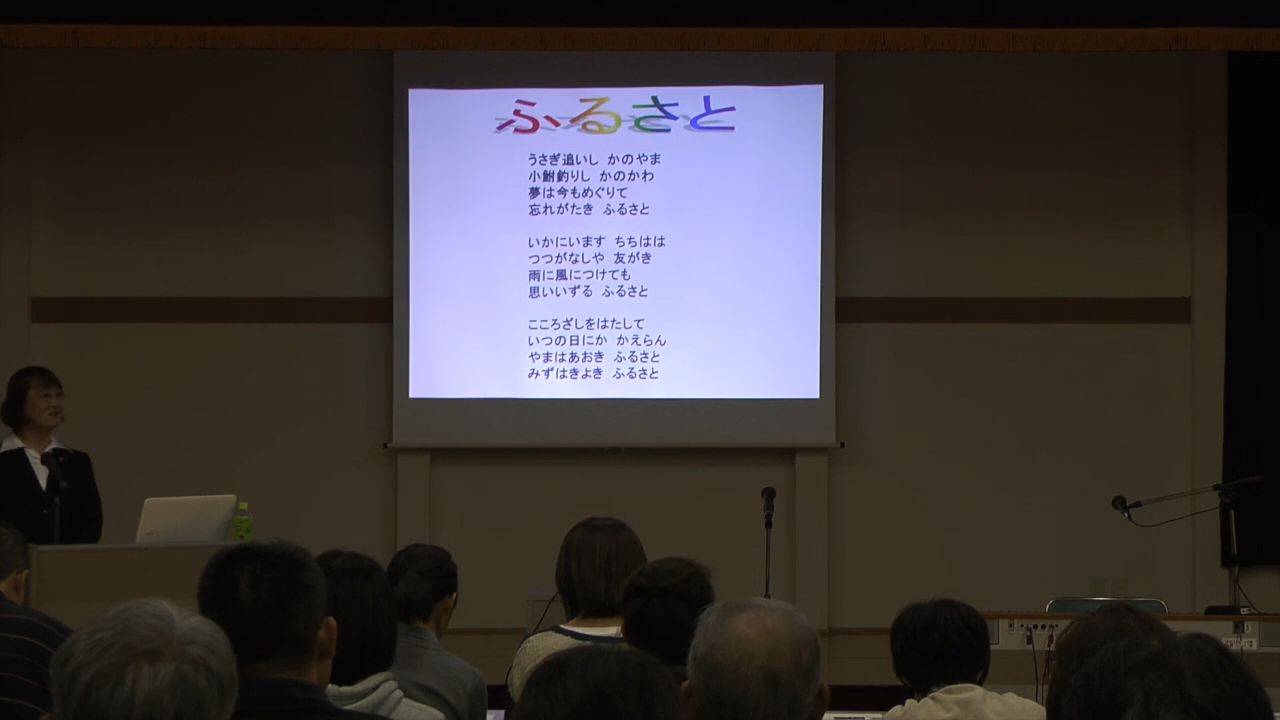 ふるさと
うさぎ追いし かのやま
小鮒釣りし かのかわ
夢は今もめぐりて
忘れがたき ふるさと
いかにいます ちちはは
つつがなしや 友がき
雨に風につけても
思いいずる ふるさと
こころざしをはたして
いつの日にか かえらん
やまはあおき ふるさと
みずはきよき ふるさと